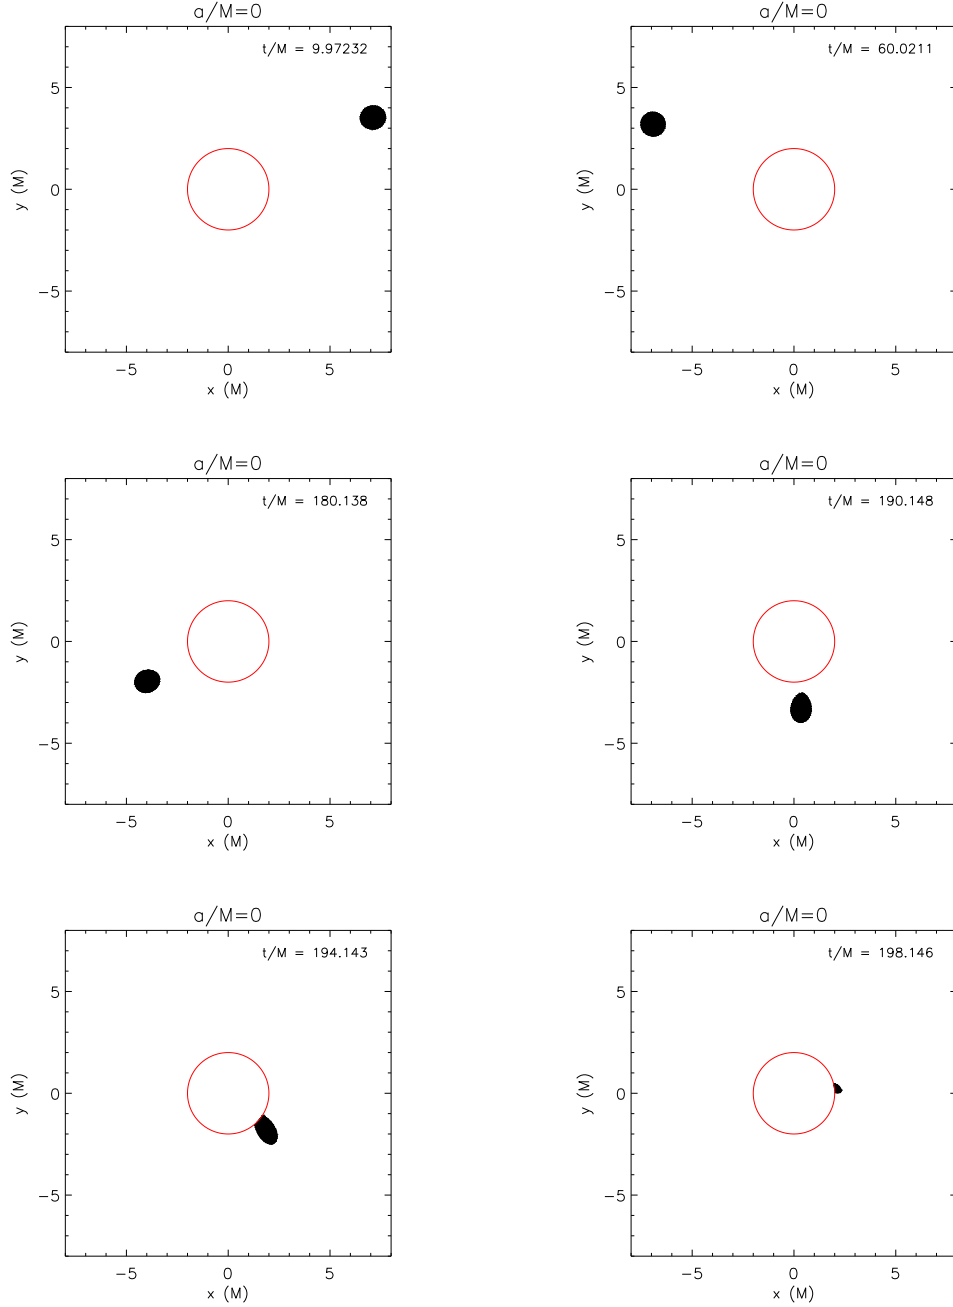 a/M=0
t/M = 9.97232
5
0
−5
y (M)
−5 0 5
x (M)
a/M=0
t/M = 60.0211
5
0
−5
y (M)
−5 0 5
x (M)
a/M=0
t/M = 180.138
5
0
−5
y (M)
−5 0 5
x (M)
a/M=0
t/M = 190.148
5
0
−5
y (M)
−5 0 5
x (M)
a/M=0
t/M = 194.143
5
0
−5
y (M)
−5 0 5
x (M)
a/M=0
t/M = 198.146
5
0
−5
y (M)
−5 0 5
x (M)